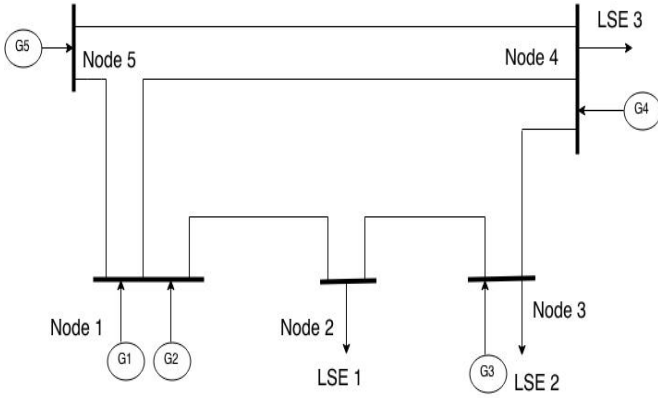 LSE 3
G5
Node 5
Node 4
G4
Node 1
G1
G2
Node 2
LSE 1
Node 3
G3
LSE 2